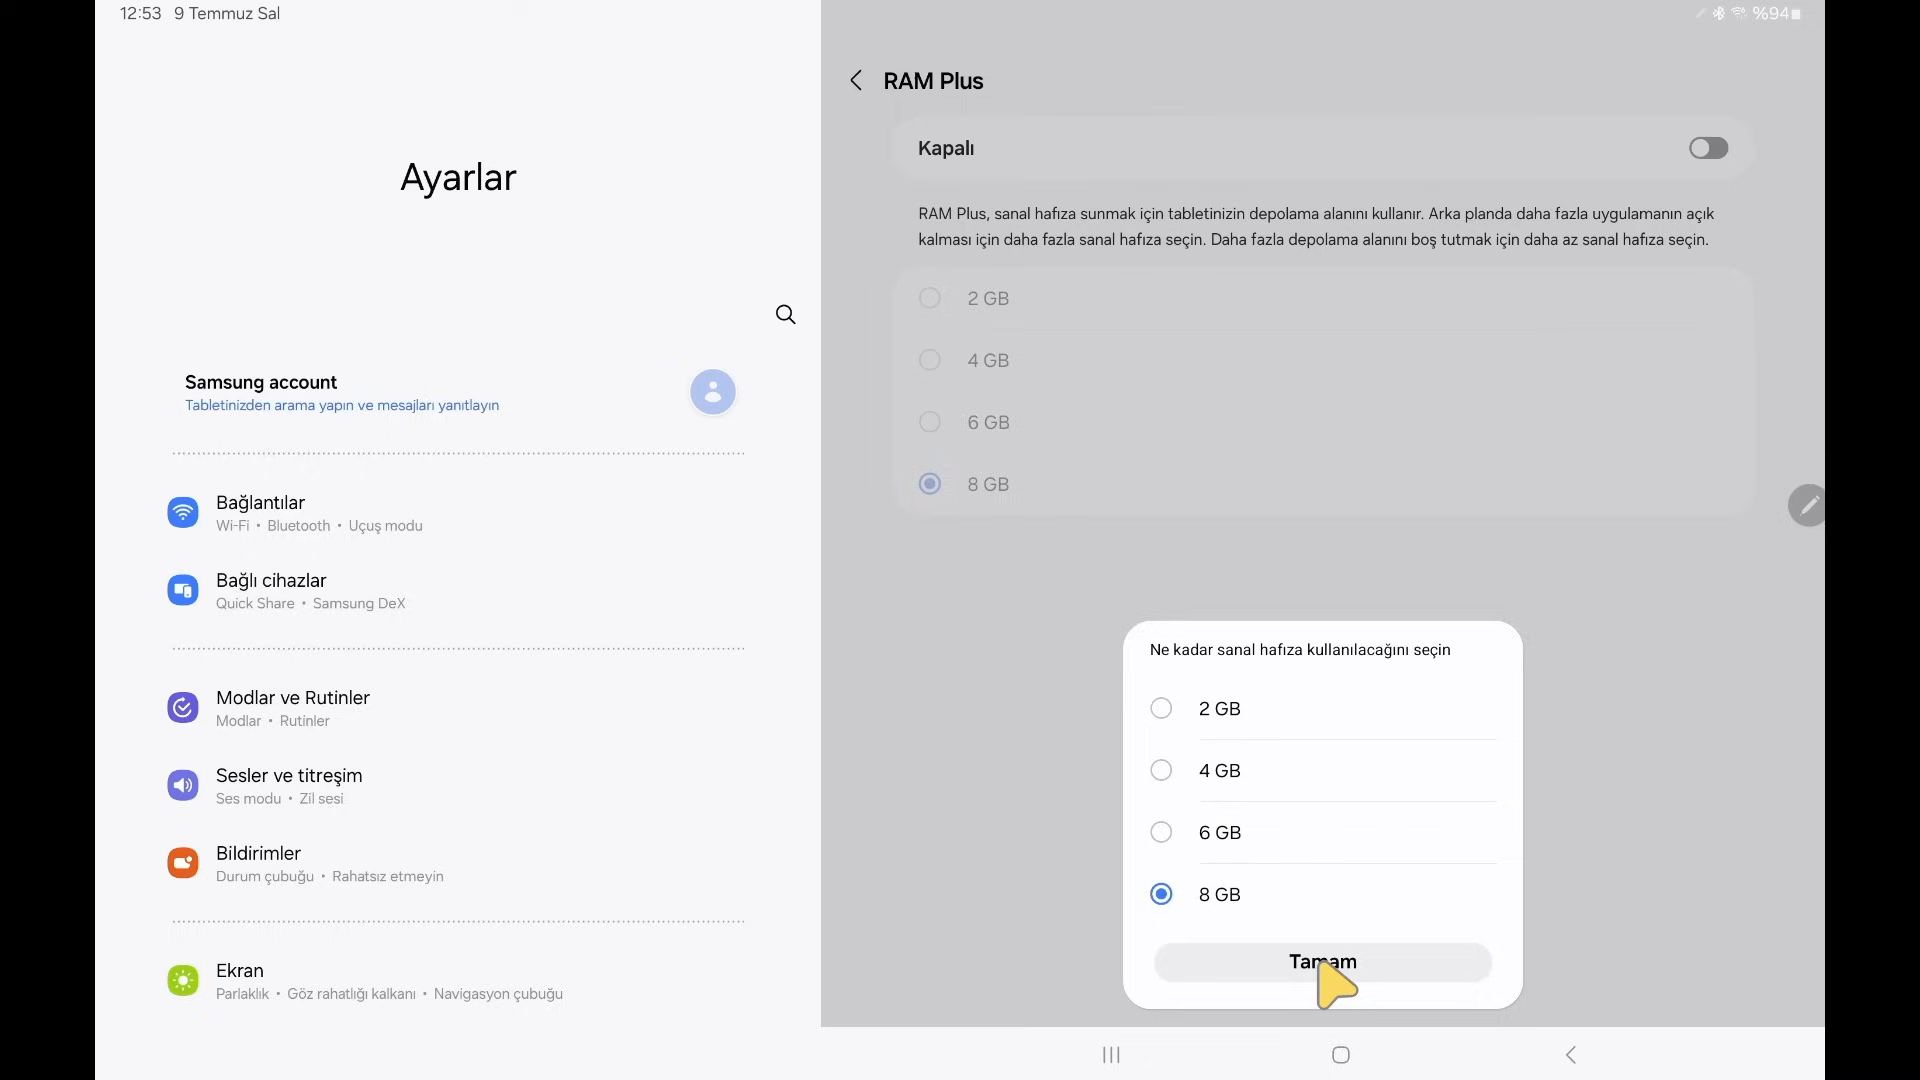 12:53 9 Temmuz Sal
%94
Ayarlar
Samsung account
Tabletinizden arama yapın ve mesajları yanıtlayın
Bağlantılar
Wi-Fi • Bluetooth • Uçuş modu
Bağlı cihazlar
Quick Share • Samsung DeX
Modlar ve Rutinler
Modlar • Rutinler
Sesler ve titreşim
Ses modu • Zil sesi
Bildirimler
Durum çubuğu • Rahatsız etmeyin
Ekran
Parlaklık • Göz rahatlığı kalkanı • Navigasyon çubuğu
RAM Plus
Kapalı
RAM Plus, sanal hafıza sunmak için tabletinizin depolama alanını kullanır. Arka planda daha fazla uygulamanın açık
kalması için daha fazla sanal hafıza seçin. Daha fazla depolama alanını boş tutmak için daha az sanal hafıza seçin.
2 GB
4 GB
6 GB
8 GB
Ne kadar sanal hafıza kullanılacağını seçin
2 GB
4 GB
6 GB
8 GB
Tamam